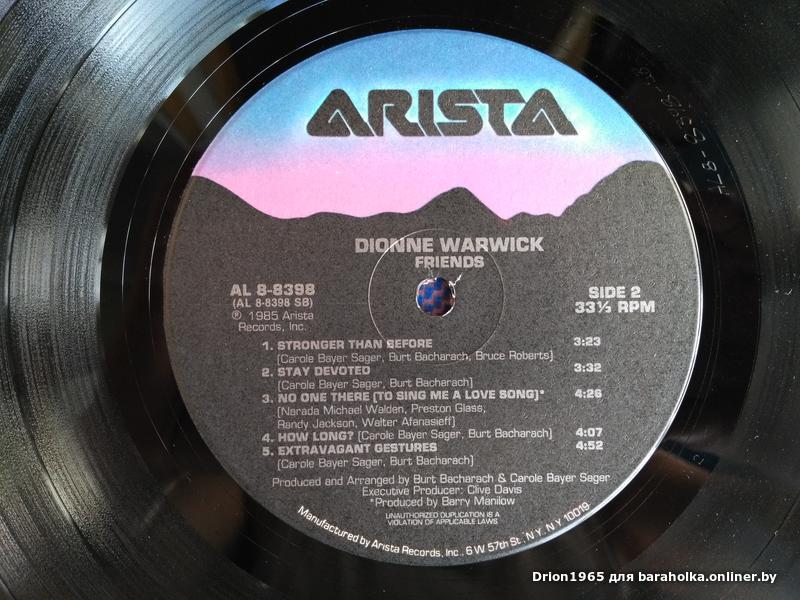 ARISTA
DIONNE WARWICK
FRIENDS
AL 8-8398
(AL 8-8398 SB)
℗ 1985 Arista
Records, Inc.
SIDE 2
33⅓ RPM
1. STRONGER THAN BEFORE 3:23
[Carole Bayer Sager, Burt Bacharach, Bruce Roberts]
2. STAY DEVOTED 3:32
[Carole Bayer Sager, Burt Bacharach]
3. NO ONE THERE [TO SING ME A LOVE SONG]* 4:26
[Narada Michael Walden, Preston Glass,
Randy Jackson, Walter Afanasieff]
4. HOW LONG? [Carole Bayer Sager, Burt Bacharach] 4:07
5. EXTRAVAGANT GESTURES 4:52
[Carole Bayer Sager, Burt Bacharach]
Produced and Arranged by Burt Bacharach & Carole Bayer Sager
Executive Producer: Clive Davis
*Produced by Barry Manilow
UNAUTHORIZED DUPLICATION IS A
VIOLATION OF APPLICABLE LAWS
Manufactured by Arista Records, Inc., 6 W 57th St., N.Y. N.Y. 10019
Drion1965 для baraholka.onliner.by